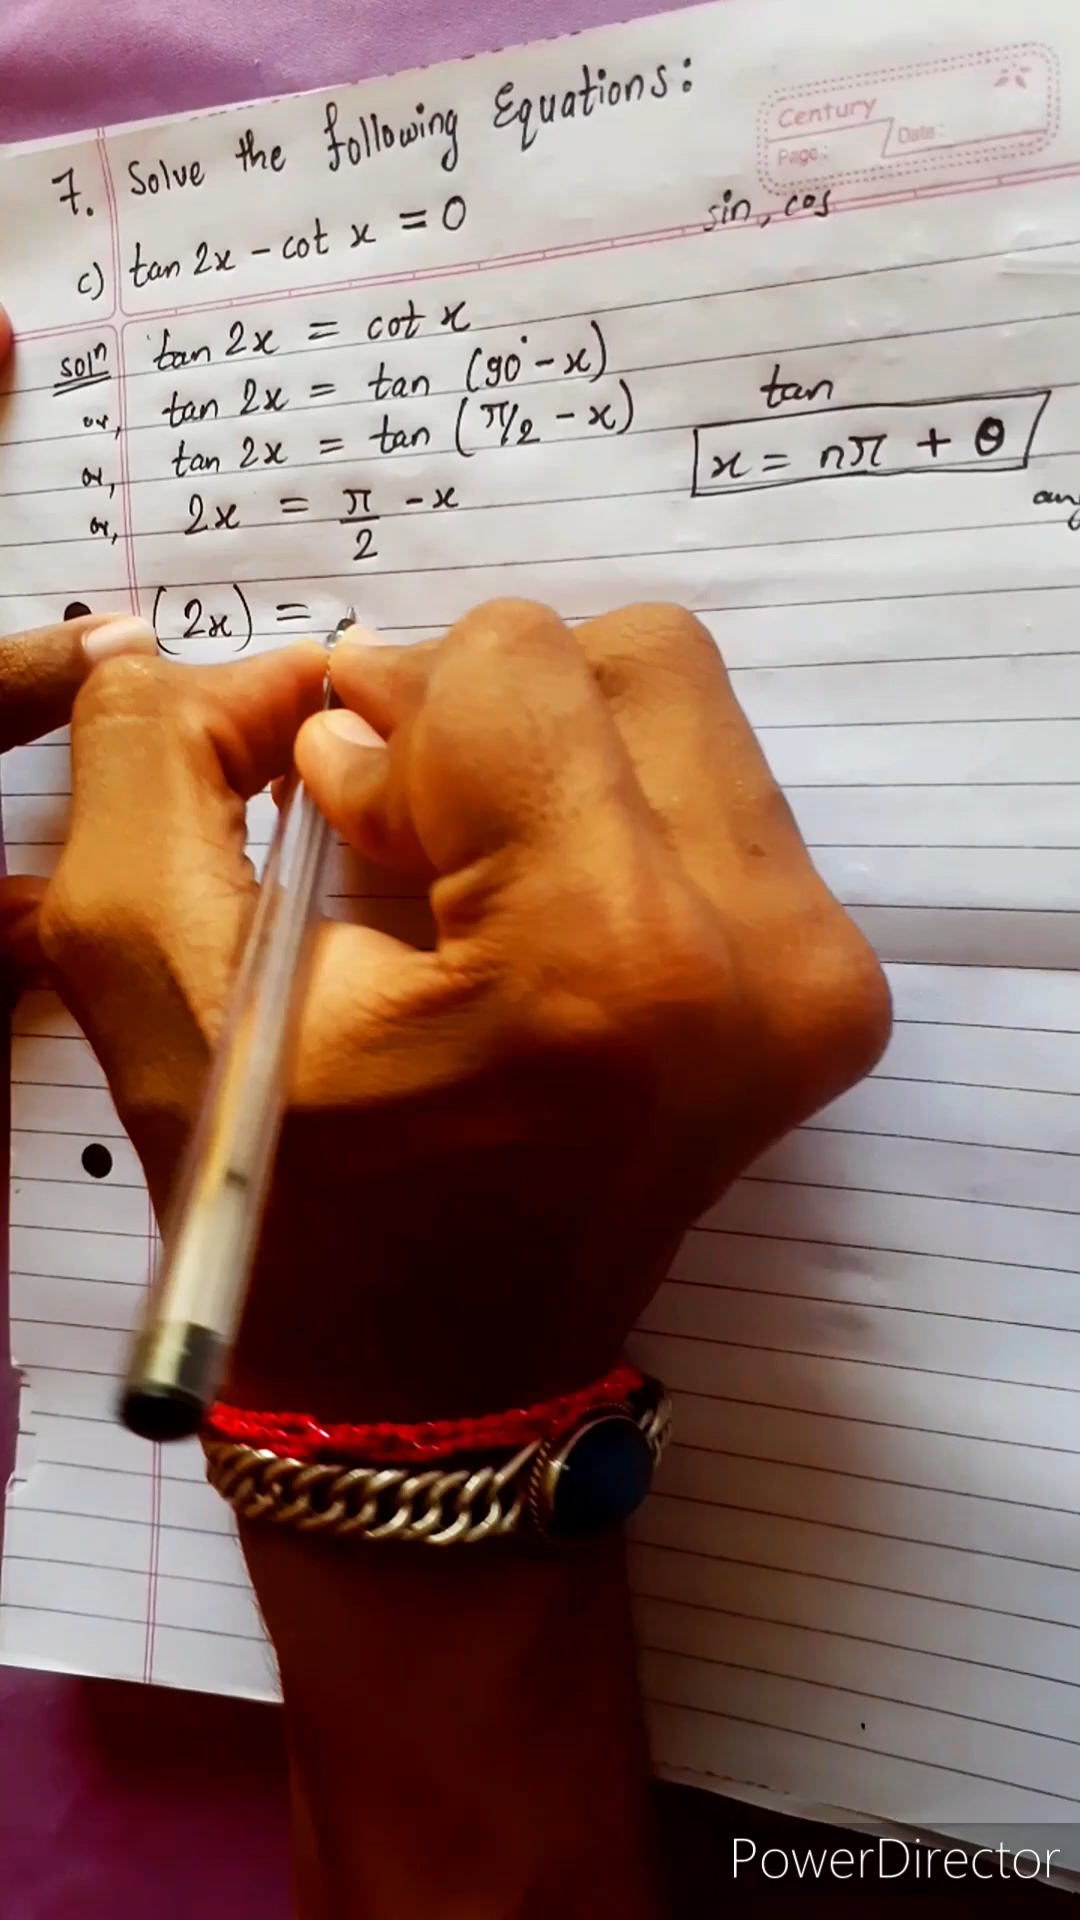 7. Solve the following Equations:
Century
Date:
Page:
c) tan 2x - cot x = 0
sin, cos
solⁿ tan 2x = cot x
or, tan 2x = tan (90° - x)
or, tan 2x = tan (π/2 - x)
tan
x = nπ + θ
or, 2x = π/2 - x
(2x) =
PowerDirector